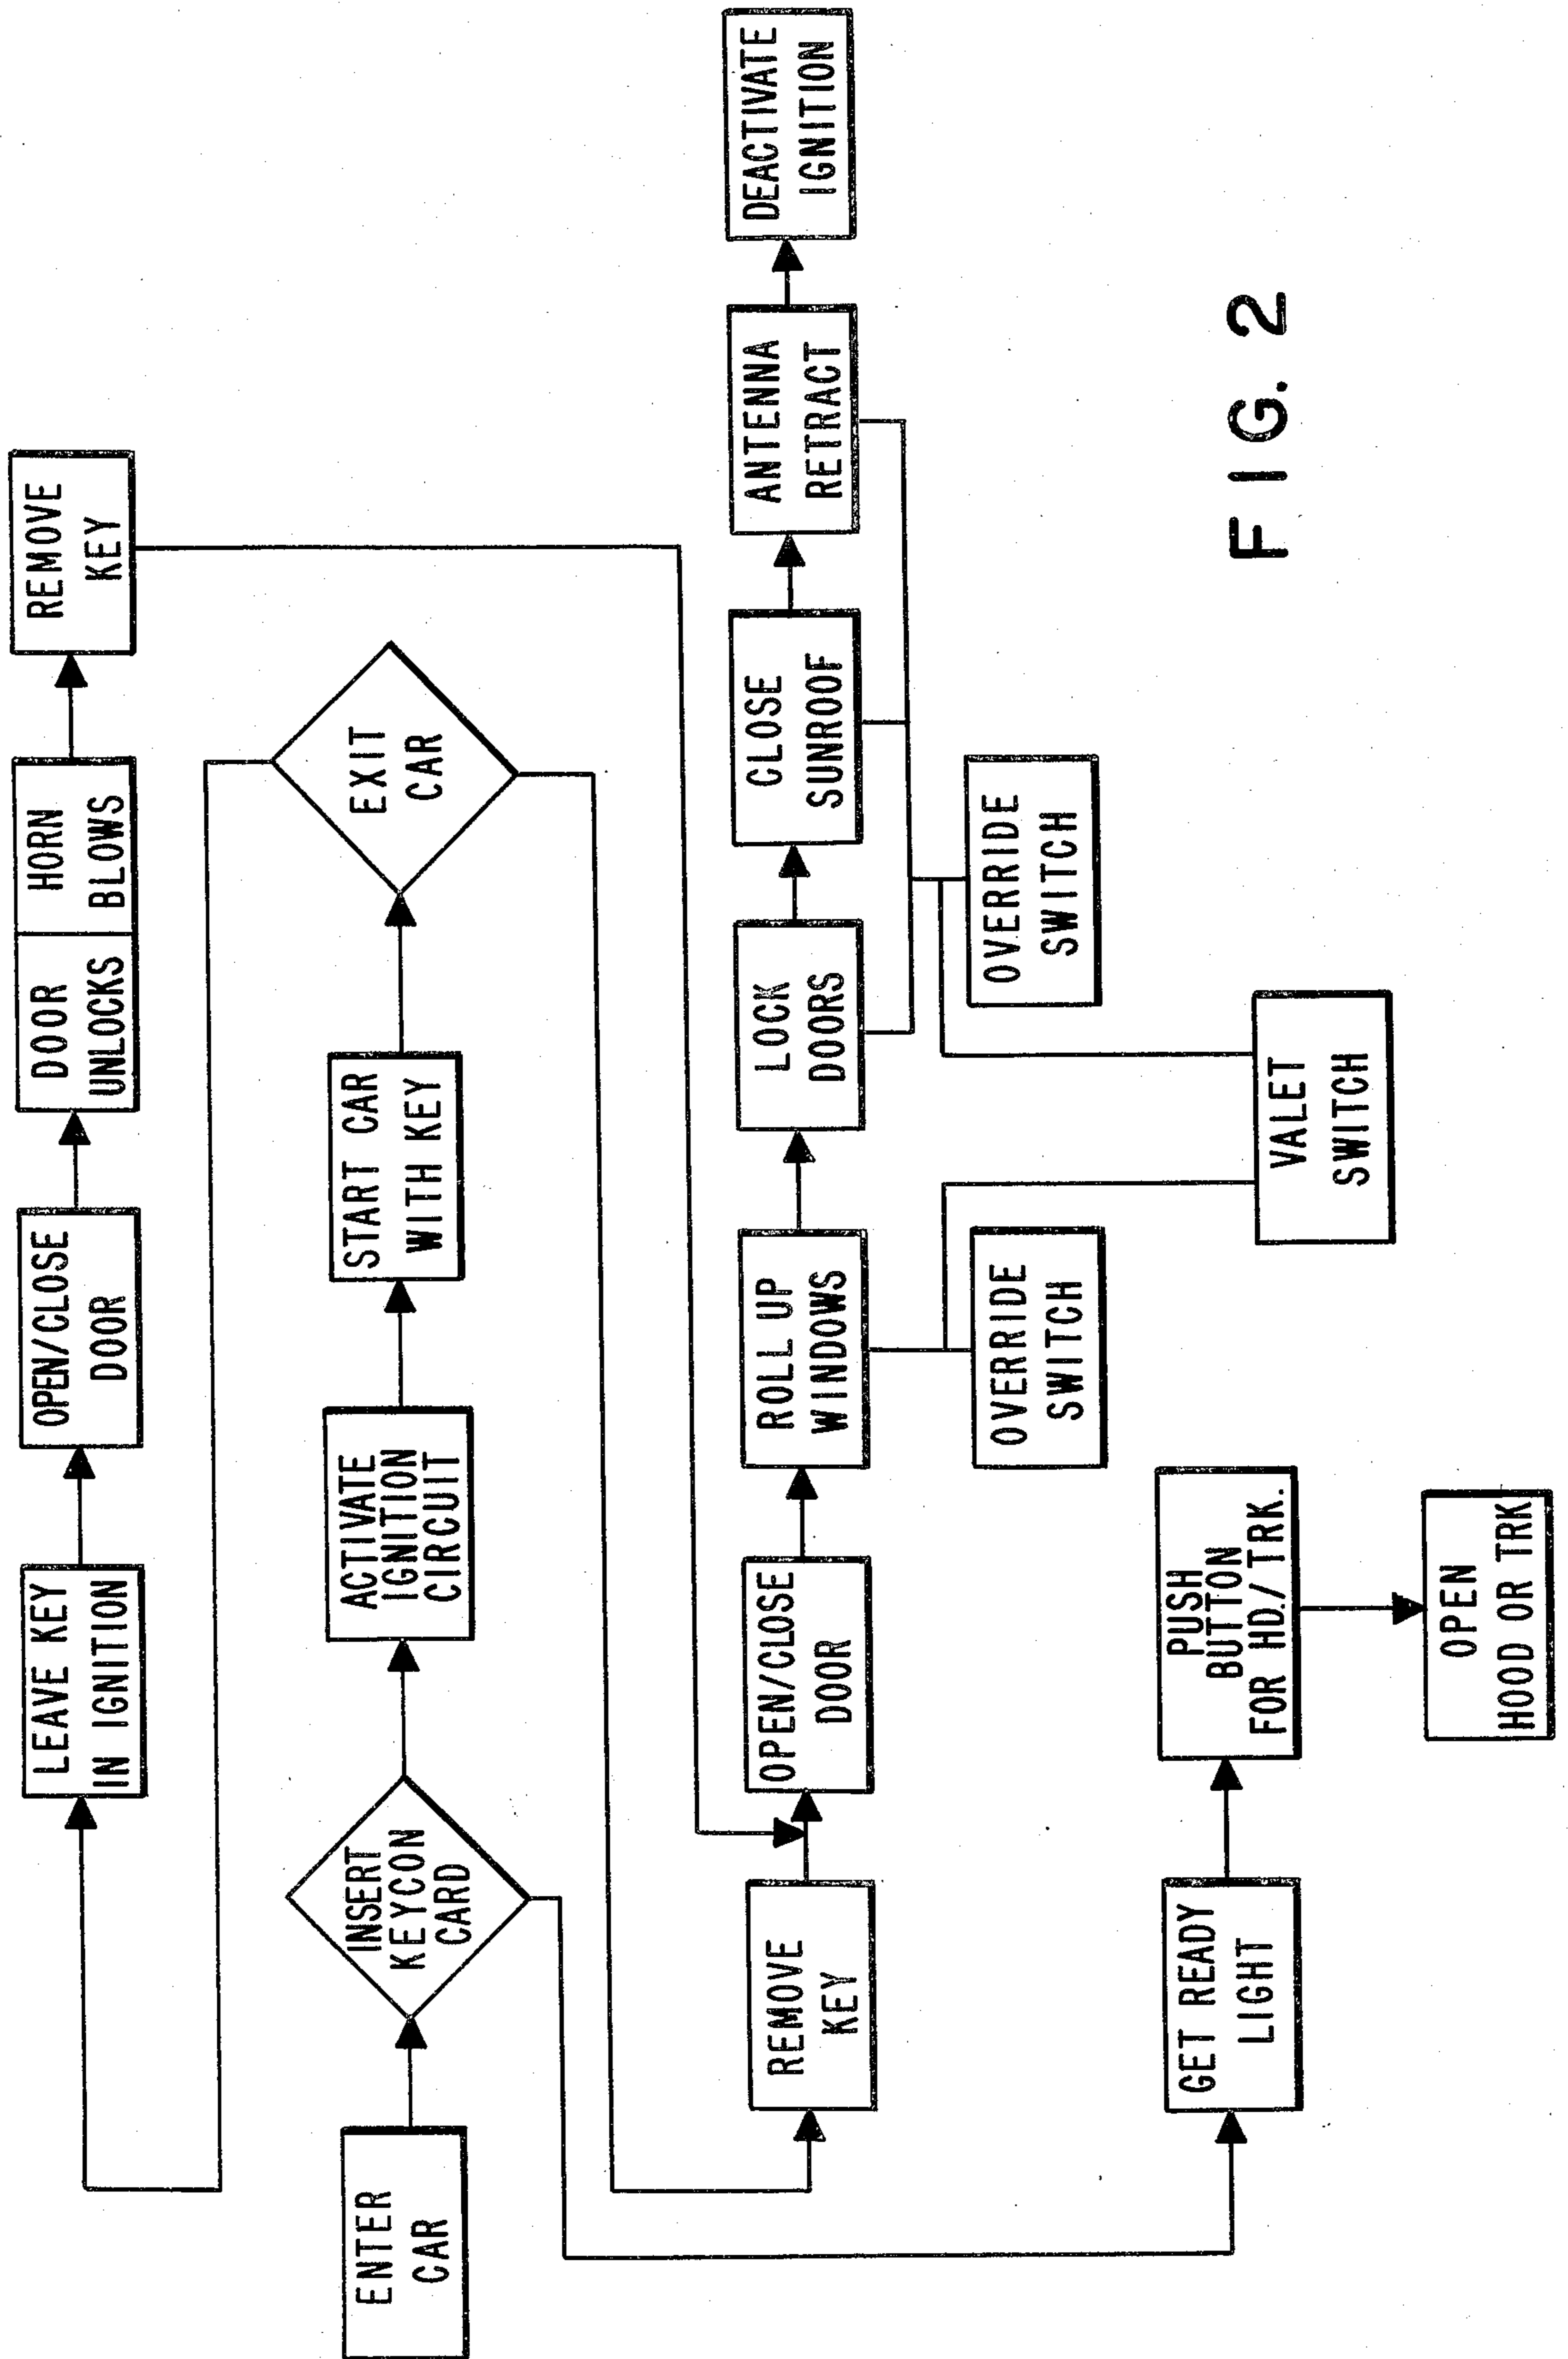 LEAVE KEY
IN IGNITION
OPEN/CLOSE
DOOR
DOOR
UNLOCKS
HORN
BLOWS
REMOVE
KEY
ENTER
CAR
INSERT
KEYCON
CARD
ACTIVATE
IGNITION
CIRCUIT
START CAR
WITH KEY
EXIT
CAR
REMOVE
KEY
OPEN/CLOSE
DOOR
ROLL UP
WINDOWS
LOCK
DOORS
CLOSE
SUNROOF
ANTENNA
RETRACT
DEACTIVATE
IGNITION
OVERRIDE
SWITCH
OVERRIDE
SWITCH
VALET
SWITCH
GET READY
LIGHT
PUSH
BUTTON
FOR HD./TRK.
OPEN
HOOD OR TRK
FIG. 2